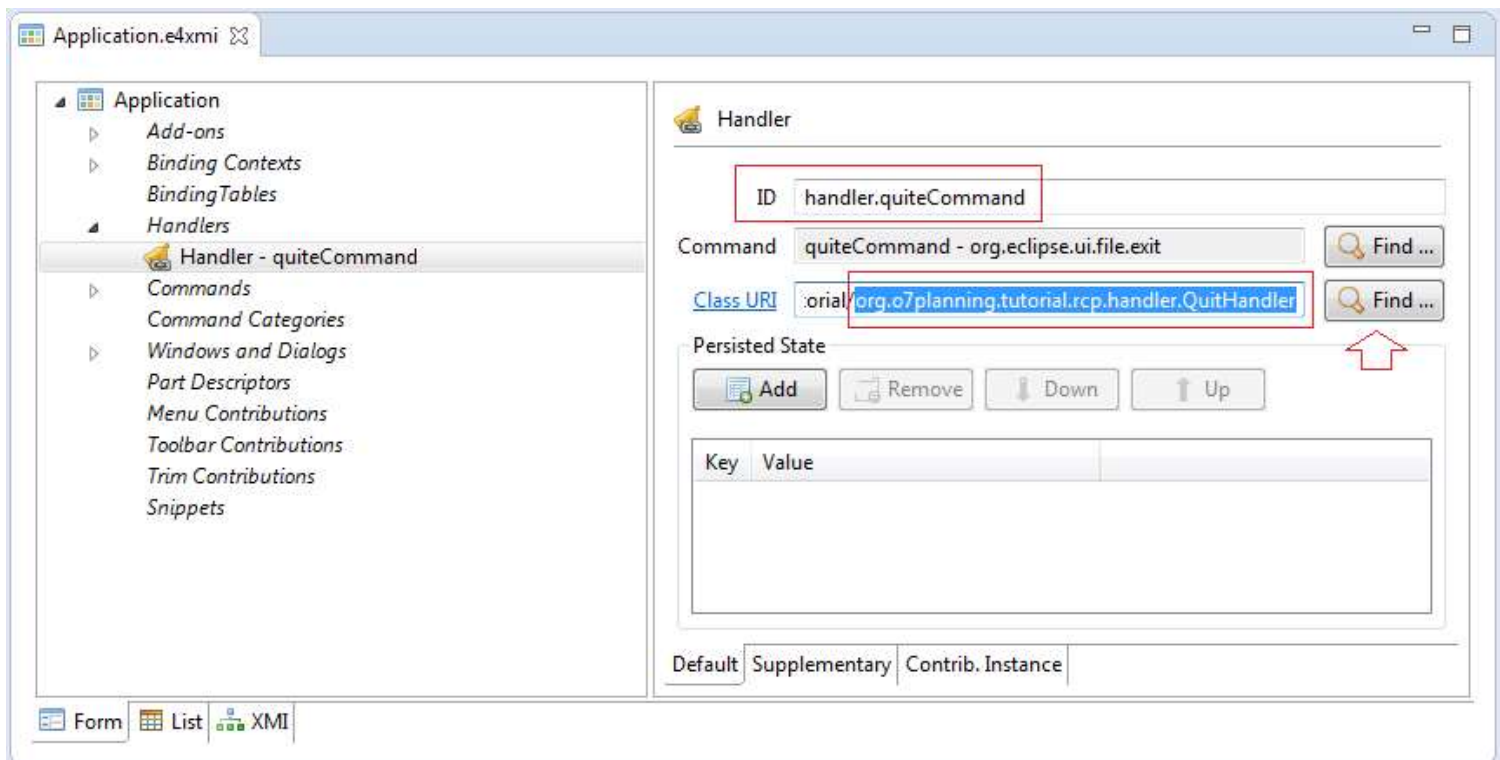 Application.e4xmi
Application
Add-ons
Binding Contexts
BindingTables
Handlers
Handler - quiteCommand
Commands
Command Categories
Windows and Dialogs
Part Descriptors
Menu Contributions
Toolbar Contributions
Trim Contributions
Snippets
Handler
ID handler.quiteCommand
Command quiteCommand - org.eclipse.ui.file.exit Find ...
Class URI :orial/org.o7planning.tutorial.rcp.handler.QuitHandler Find ...
Persisted State
Add Remove Down Up
Key Value
Default Supplementary Contrib. Instance
Form List XMI